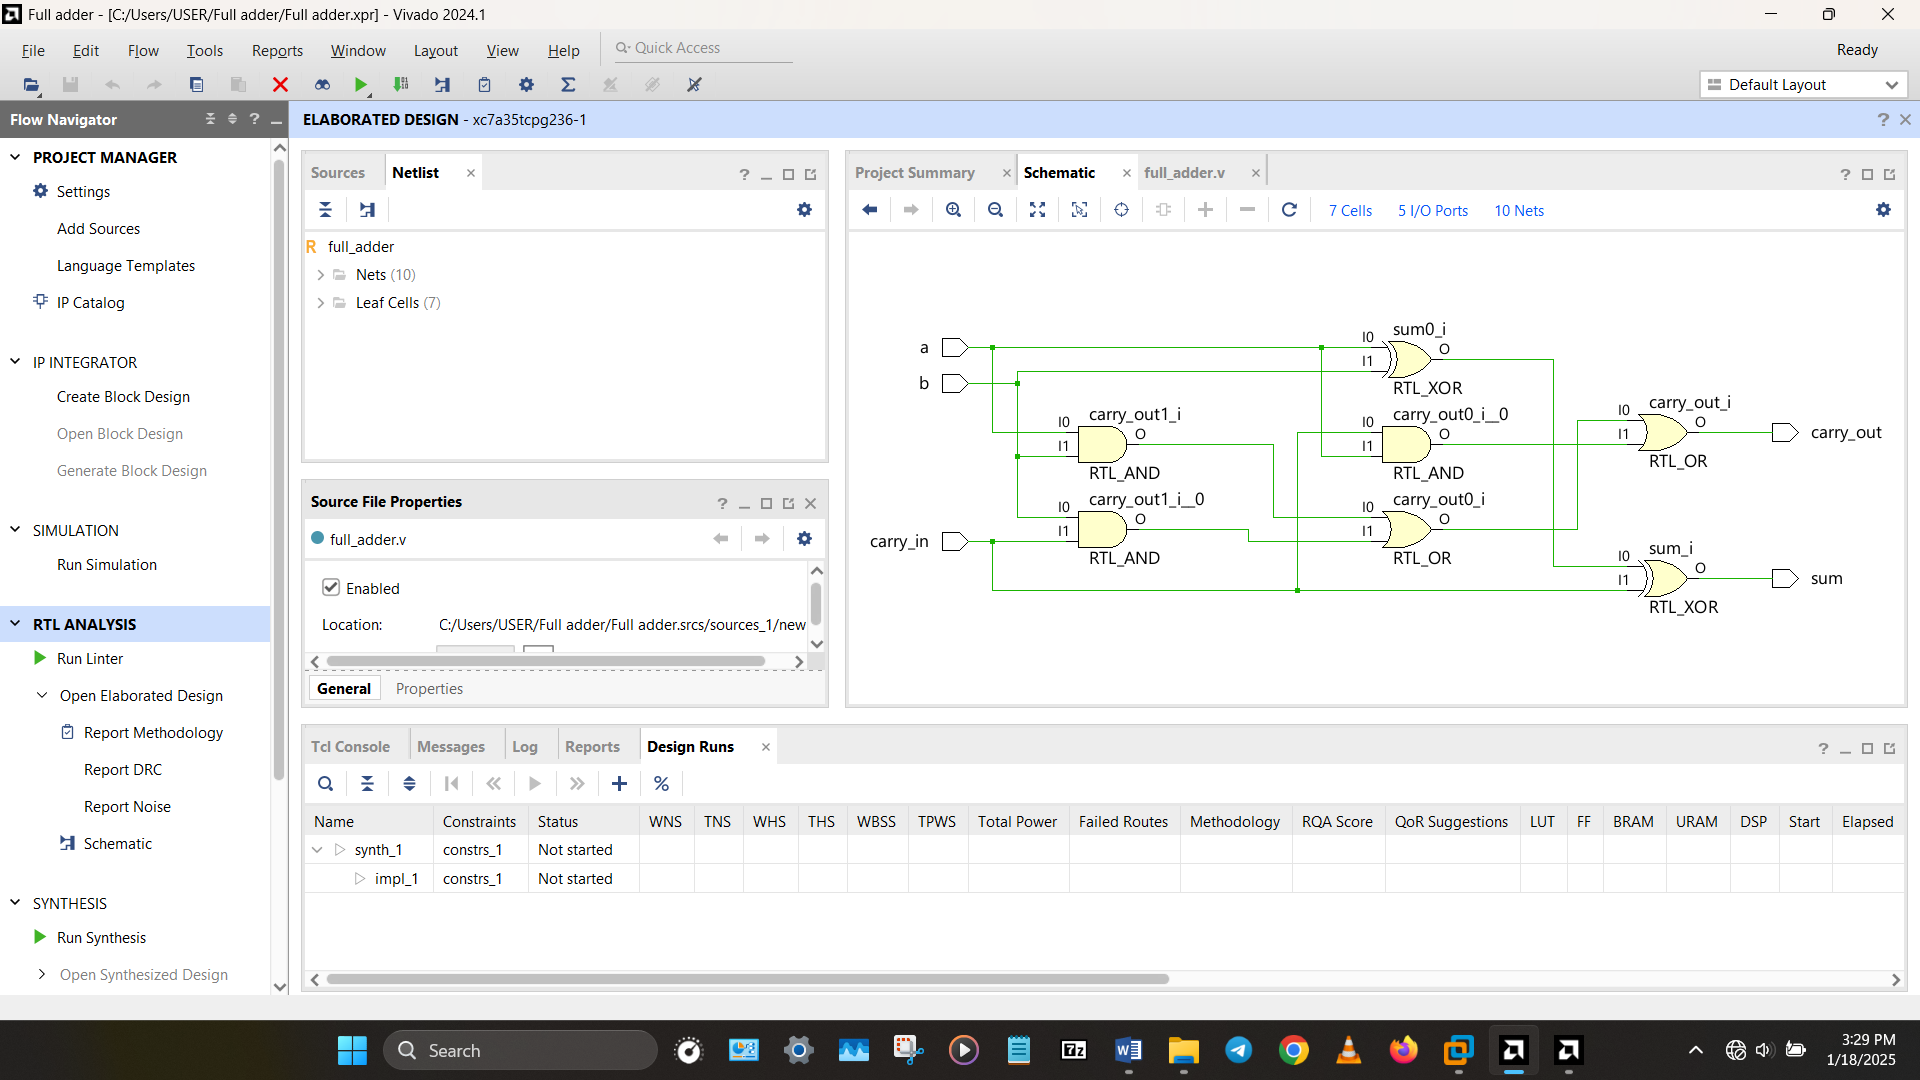 Full adder - [C:/Users/USER/Full adder/Full adder.xpr] - Vivado 2024.1
File Edit Flow Tools Reports Window Layout View Help Quick Access
Ready
Default Layout
Flow Navigator
ELABORATED DESIGN - xc7a35tcpg236-1
PROJECT MANAGER
Settings
Add Sources
Language Templates
IP Catalog
IP INTEGRATOR
Create Block Design
Open Block Design
Generate Block Design
SIMULATION
Run Simulation
RTL ANALYSIS
Run Linter
Open Elaborated Design
Report Methodology
Report DRC
Report Noise
Schematic
SYNTHESIS
Run Synthesis
Open Synthesized Design
Sources Netlist
full_adder
Nets (10)
Leaf Cells (7)
Source File Properties
full_adder.v
Enabled
Location: C:/Users/USER/Full adder/Full adder.srcs/sources_1/new
General Properties
Project Summary Schematic full_adder.v
7 Cells 5 I/O Ports 10 Nets
a
b
carry_in
carry_out1_i
I0
I1
O
RTL_AND
carry_out1_i__0
I0
I1
O
RTL_AND
sum0_i
I0
I1
O
RTL_XOR
carry_out0_i__0
I0
I1
O
RTL_AND
carry_out0_i
I0
I1
O
RTL_OR
carry_out_i
I0
I1
O
RTL_OR
carry_out
sum_i
I0
I1
O
RTL_XOR
sum
Tcl Console Messages Log Reports Design Runs
Name Constraints Status WNS TNS WHS THS WBSS TPWS Total Power Failed Routes Methodology RQA Score QoR Suggestions LUT FF BRAM URAM DSP Start Elapsed
synth_1 constrs_1 Not started
impl_1 constrs_1 Not started
Search
3:29 PM
1/18/2025